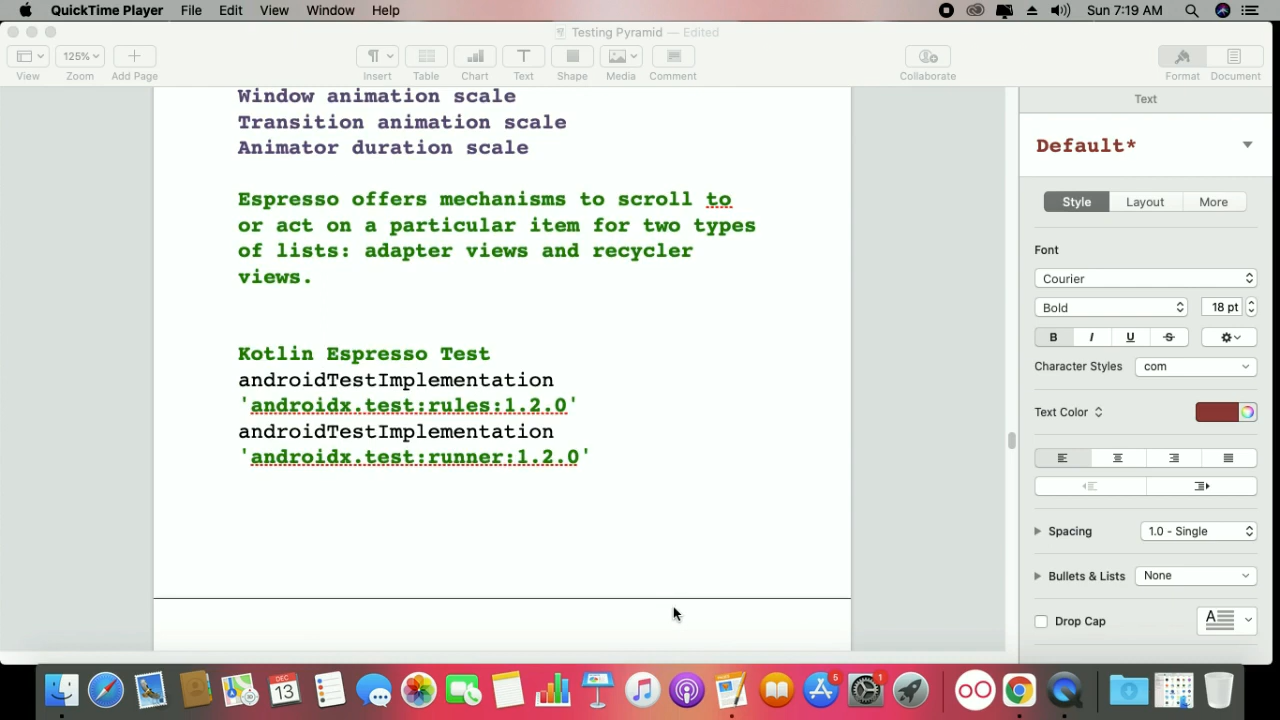 QuickTime Player File Edit View Window Help Sun 7:19 AM
Testing Pyramid — Edited
125%
View Zoom Add Page Insert Table Chart Text Shape Media Comment Collaborate Format Document
Text
Window animation scale
Transition animation scale
Animator duration scale
Espresso offers mechanisms to scroll to
or act on a particular item for two types
of lists: adapter views and recycler
views.
Kotlin Espresso Test
androidTestImplementation
'androidx.test:rules:1.2.0'
androidTestImplementation
'androidx.test:runner:1.2.0'
Default*
Style Layout More
Font
Courier
Bold 18 pt
B I U S
Character Styles com
Text Color
Spacing 1.0 - Single
Bullets & Lists None
Drop Cap A
DEC
13
5
1